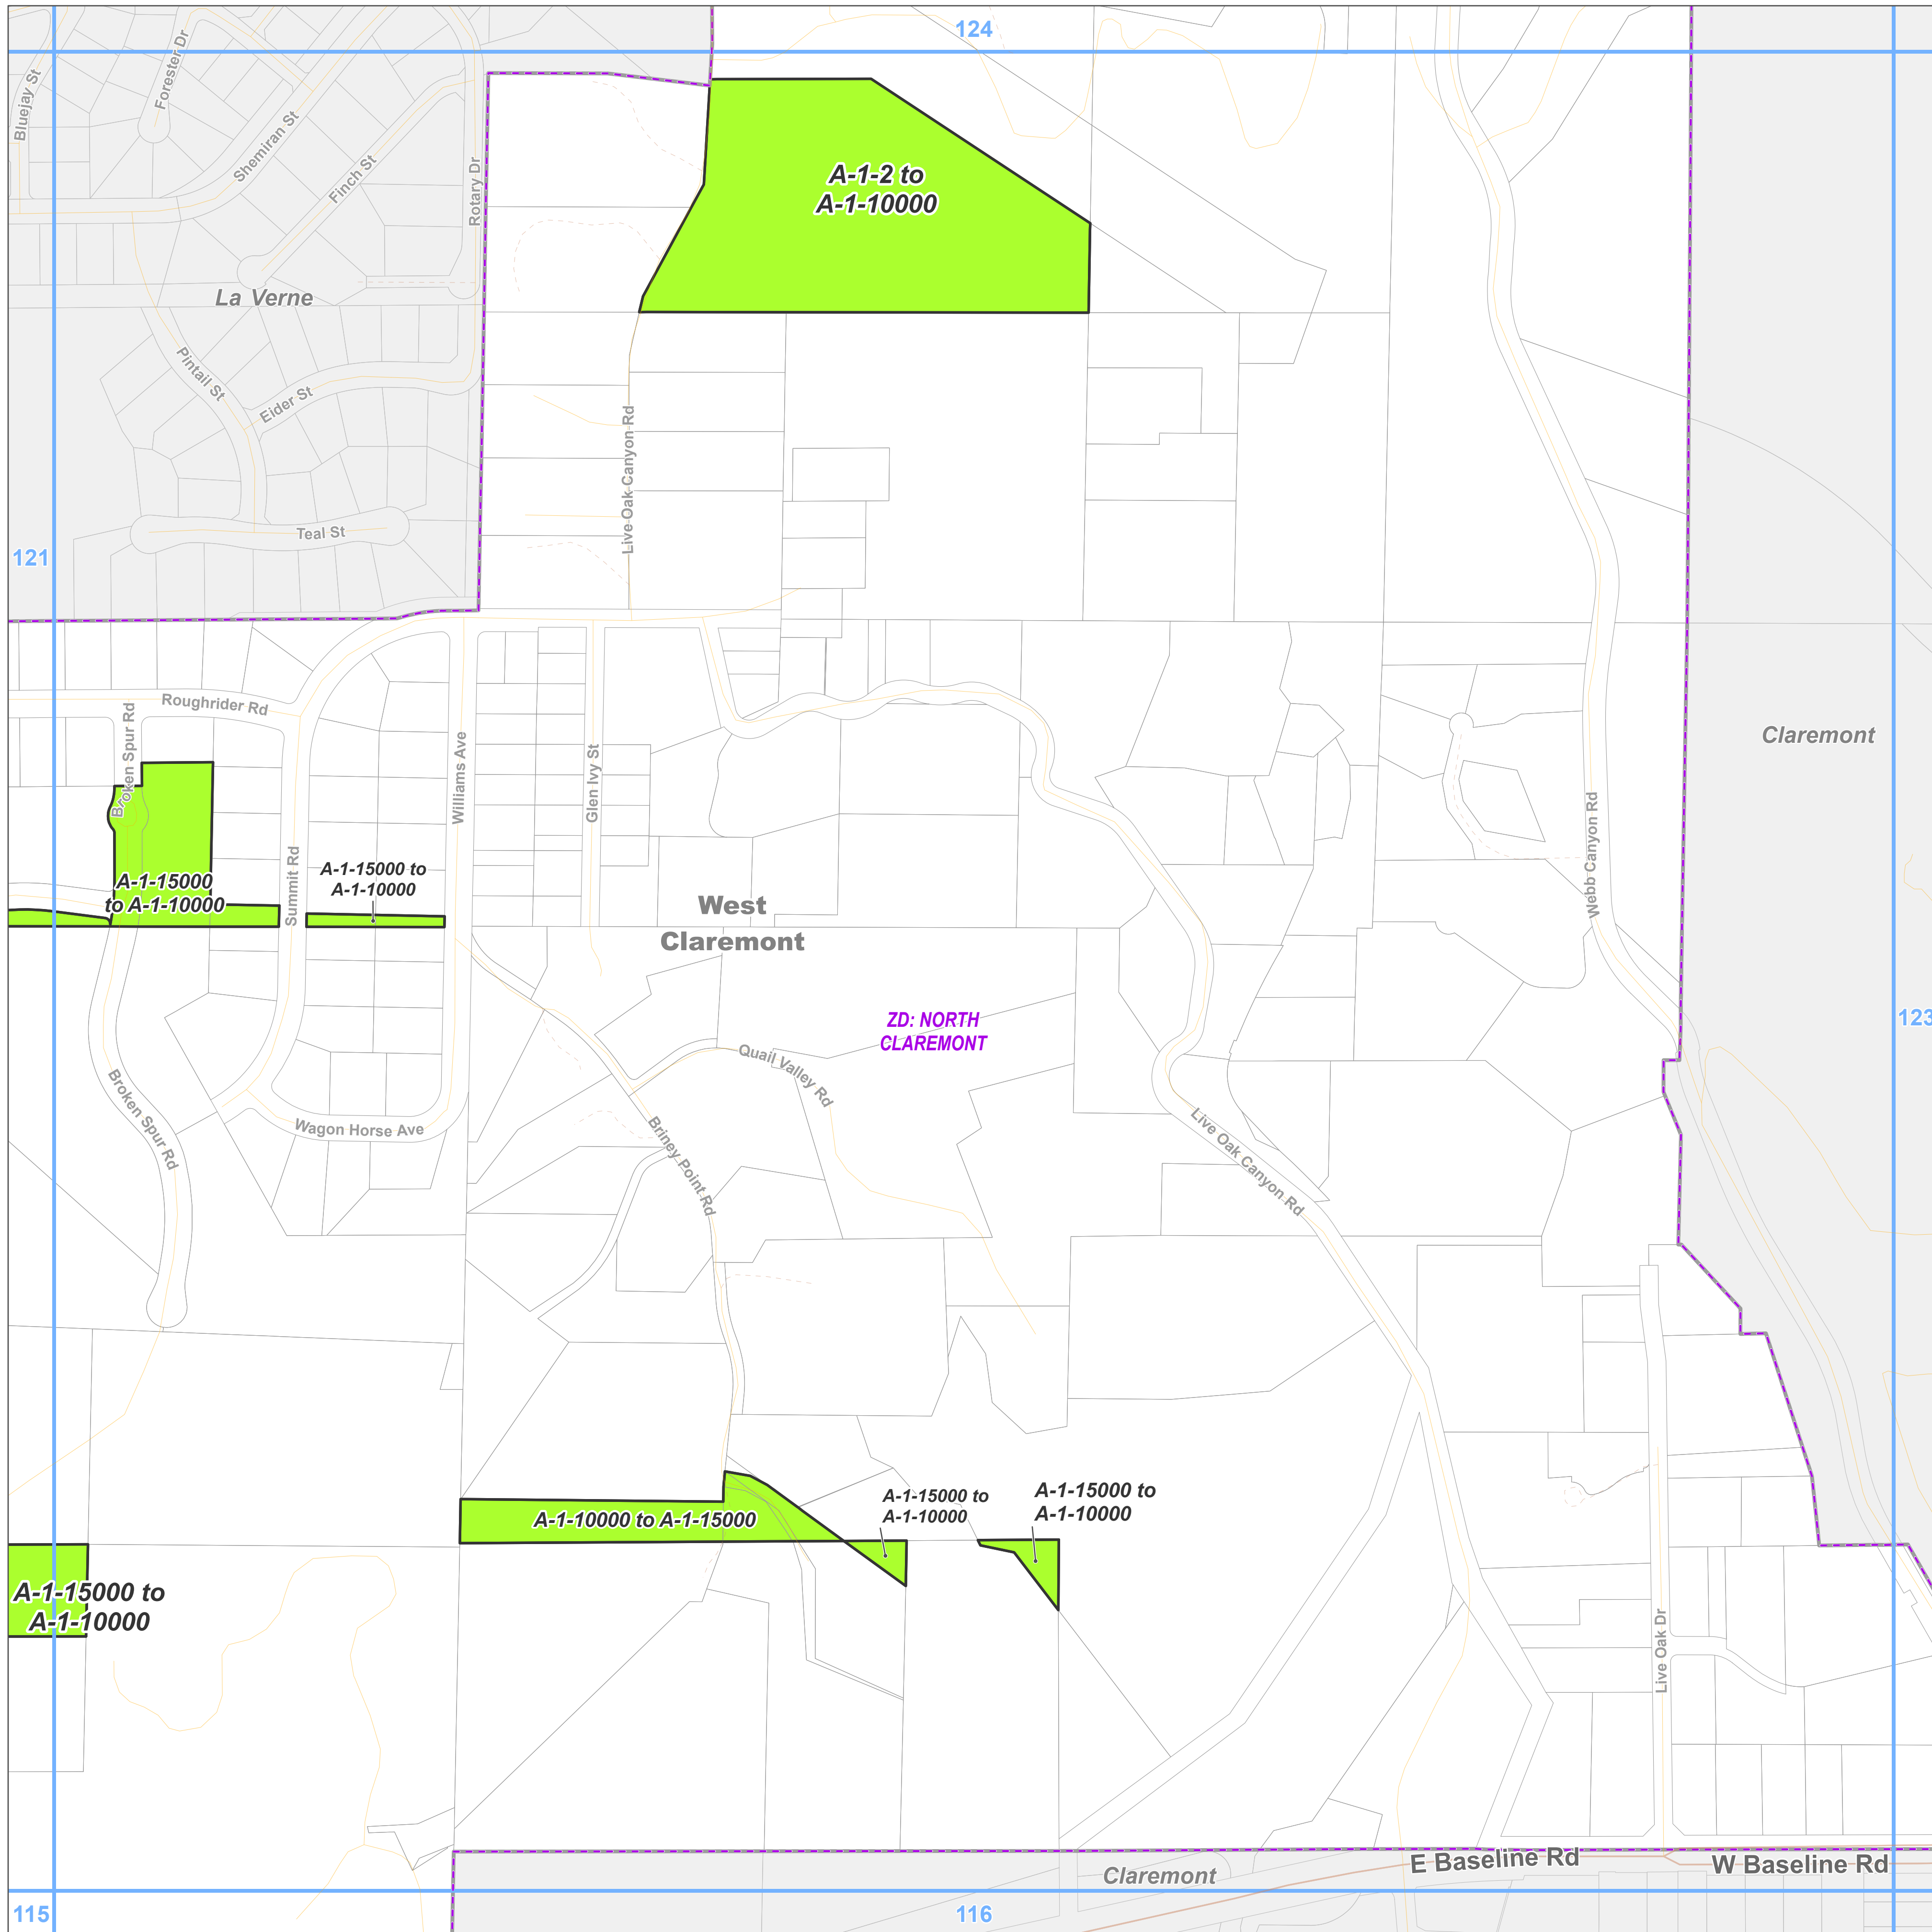 124
Forester Dr
Bluejay St
Shemiran St
Finch St
Rotary Dr
A-1-2 to
A-1-10000
La Verne
Pintail St
Eider St
Live Oak Canyon Rd
Teal St
121
Roughrider Rd
Broken Spur Rd
Williams Ave
Glen Ivy St
Claremont
Webb Canyon Rd
Summit Rd
A-1-15000 to
A-1-10000
A-1-15000
to A-1-10000
West
Claremont
ZD: NORTH
CLAREMONT
123
Quail Valley Rd
Broken Spur Rd
Wagon Horse Ave
Briney Point Rd
Live Oak Canyon Rd
A-1-15000 to
A-1-10000
A-1-15000 to
A-1-10000
A-1-10000 to A-1-15000
A-1-15000 to
A-1-10000
Live Oak Dr
E Baseline Rd
W Baseline Rd
Claremont
115
116